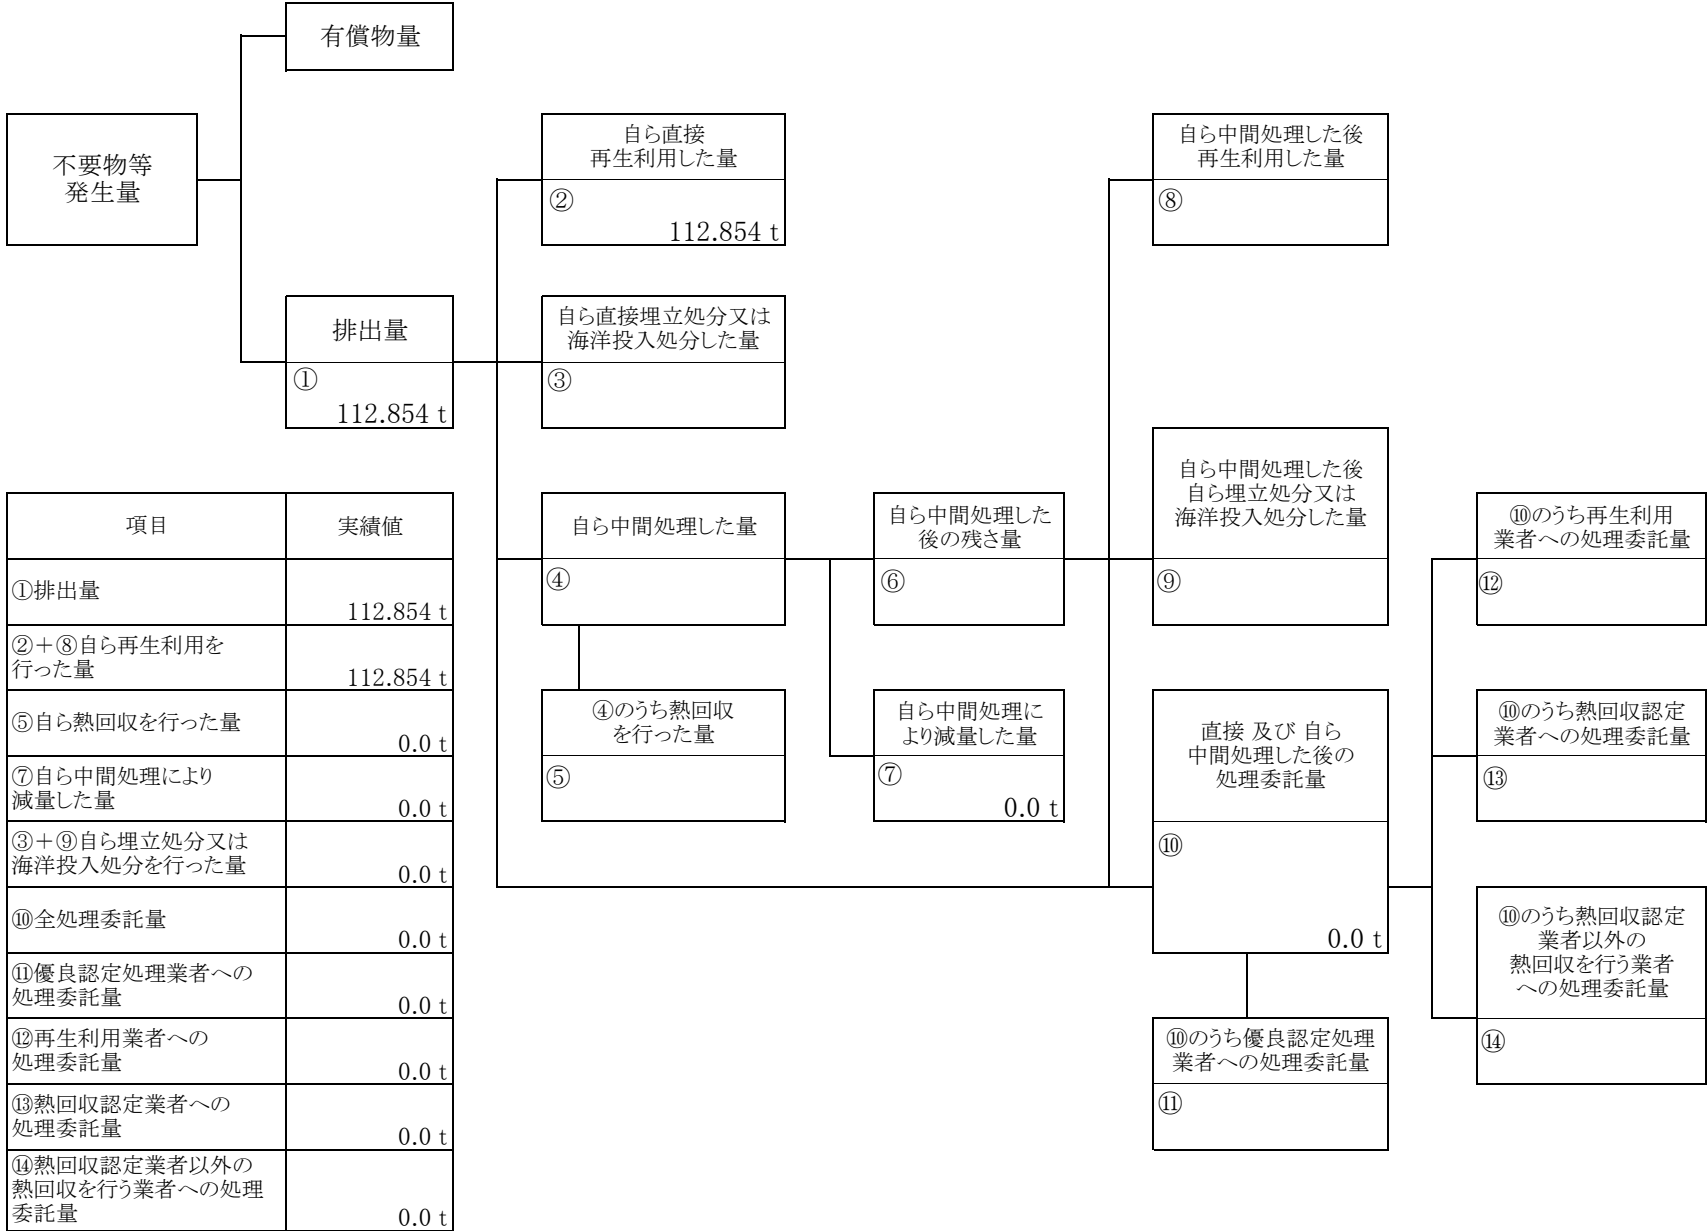 有償物量
不要物等
発生量
自ら直接
再生利用した量
②
112.854 t
自ら中間処理した後
再生利用した量
⑧
排出量
①
112.854 t
自ら直接埋立処分又は
海洋投入処分した量
③
自ら中間処理した量
④
自ら中間処理した
後の残さ量
⑥
自ら中間処理した後
自ら埋立処分又は
海洋投入処分した量
⑨
⑩のうち再生利用
業者への処理委託量
⑫
④のうち熱回収
を行った量
⑤
自ら中間処理に
より減量した量
⑦
0.0 t
直接 及び 自ら
中間処理した後の
処理委託量
⑩
0.0 t
⑩のうち熱回収認定
業者への処理委託量
⑬
⑩のうち熱回収認定
業者以外の
熱回収を行う業者
への処理委託量
⑭
⑩のうち優良認定処理
業者への処理委託量
⑪
項目
実績値
①排出量
112.854 t
②＋⑧自ら再生利用を
行った量
112.854 t
⑤自ら熱回収を行った量
0.0 t
⑦自ら中間処理により
減量した量
0.0 t
③＋⑨自ら埋立処分又は
海洋投入処分を行った量
0.0 t
⑩全処理委託量
0.0 t
⑪優良認定処理業者への
処理委託量
0.0 t
⑫再生利用業者への
処理委託量
0.0 t
⑬熱回収認定業者への
処理委託量
0.0 t
⑭熱回収認定業者以外の
熱回収を行う業者への処理
委託量
0.0 t